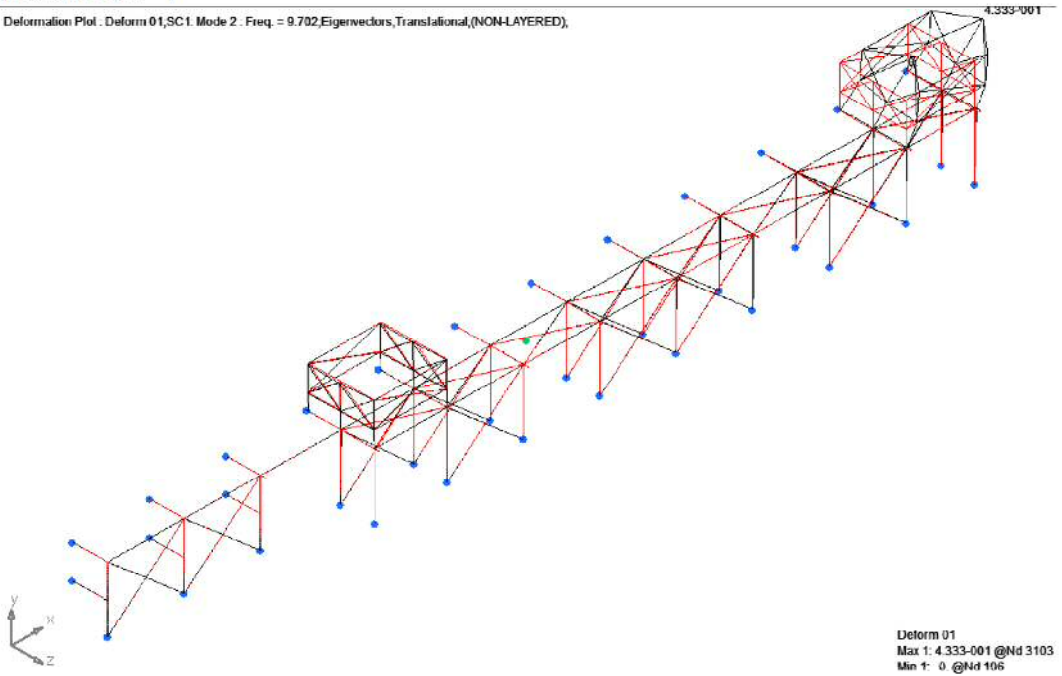 Deformation Plot : Deform 01,SC1: Mode 2 : Freq. = 9.702,Eigenvectors,Translational,(NON-LAYERED),
4.333-001
y
x
z
Deform 01
Max 1: 4.333-001 @Nd 3103
Min 1: 0. @Nd 106